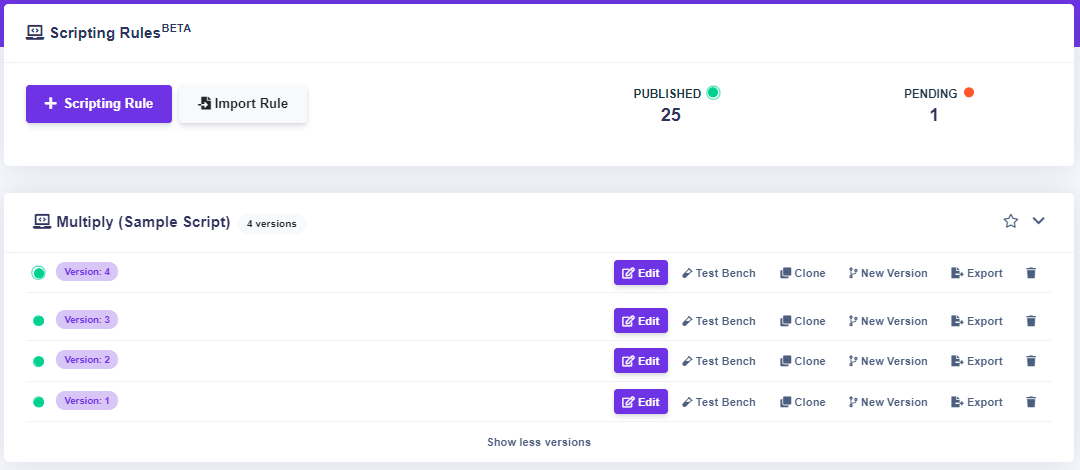 Scripting Rules BETA
Scripting Rule Import Rule PUBLISHED PENDING
25 1
Multiply (Sample Script) 4 versions
Version: 4 Edit Test Bench Clone New Version Export
Version: 3 Edit Test Bench Clone New Version Export
Version: 2 Edit Test Bench Clone New Version Export
Version: 1 Edit Test Bench Clone New Version Export
Show less versions